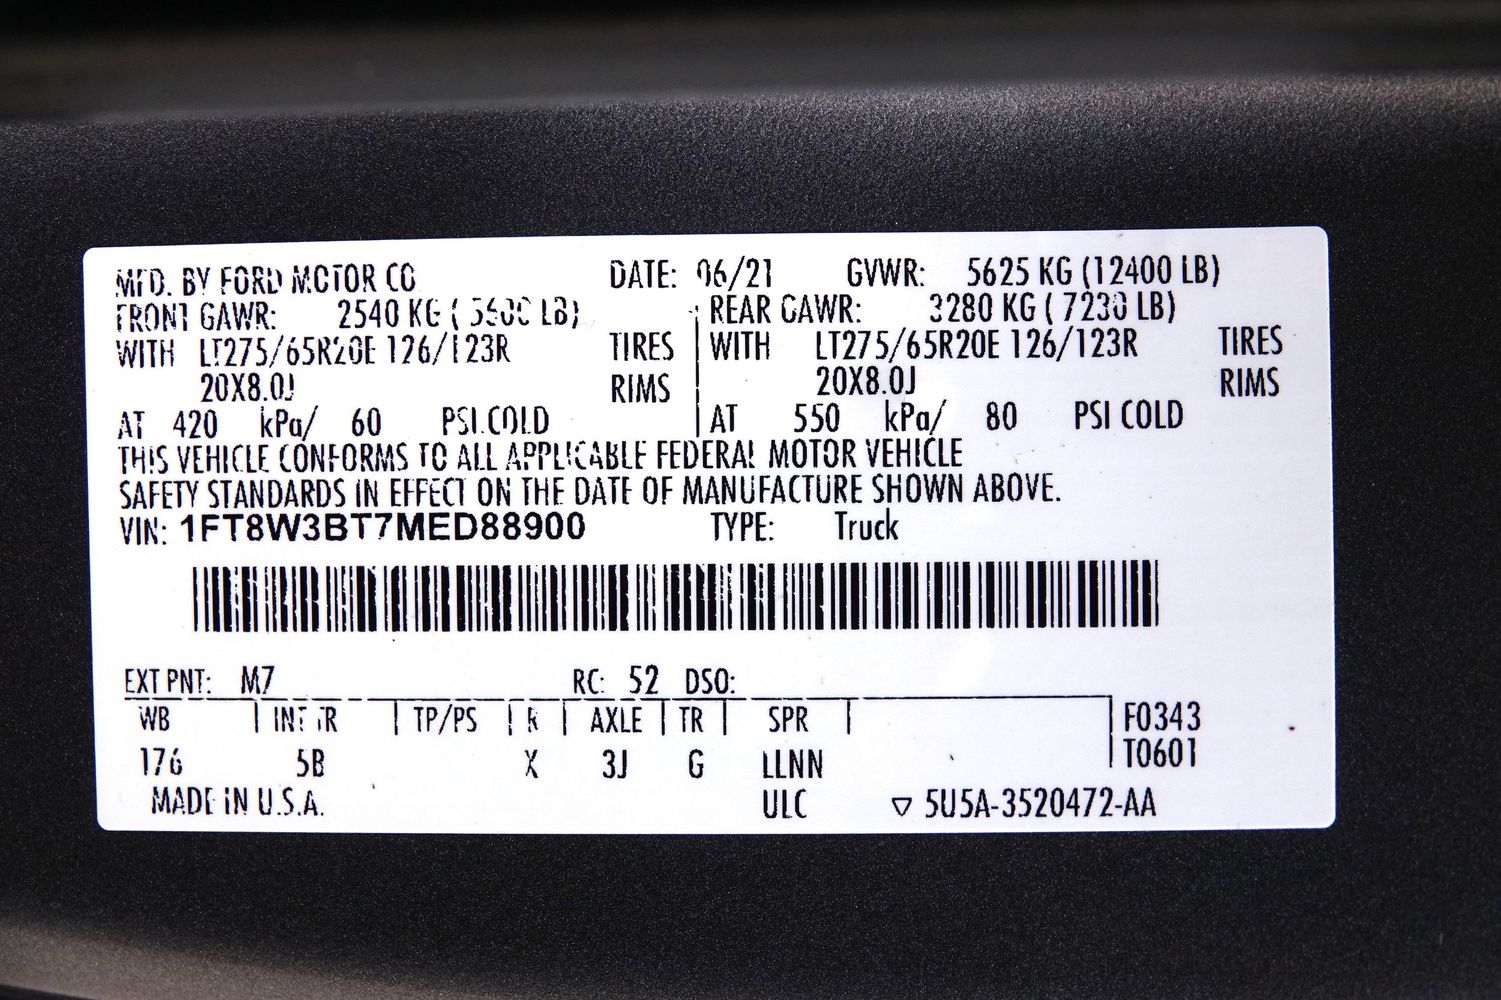 MFD. BY FORD MOTOR CO DATE: 06/21 GVWR: 5625 KG (12400 LB)
FRONT GAWR: 2540 KG ( 5600 LB) REAR GAWR: 3280 KG ( 7230 LB)
WITH LT275/65R20E 126/123R TIRES WITH LT275/65R20E 126/123R TIRES
20X8.0J RIMS 20X8.0J RIMS
AT 420 kPa/ 60 PSI COLD AT 550 kPa/ 80 PSI COLD
THIS VEHICLE CONFORMS TO ALL APPLICABLE FEDERAL MOTOR VEHICLE
SAFETY STANDARDS IN EFFECT ON THE DATE OF MANUFACTURE SHOWN ABOVE.
VIN: 1FT8W3BT7MED88900 TYPE: Truck
EXT PNT: M7 RC: 52 DSO:
WB INT TR TP/PS R AXLE TR SPR F0343
176 5B X 3J G LLNN T0601
MADE IN U.S.A. ULC ▽ 5U5A-3520472-AA